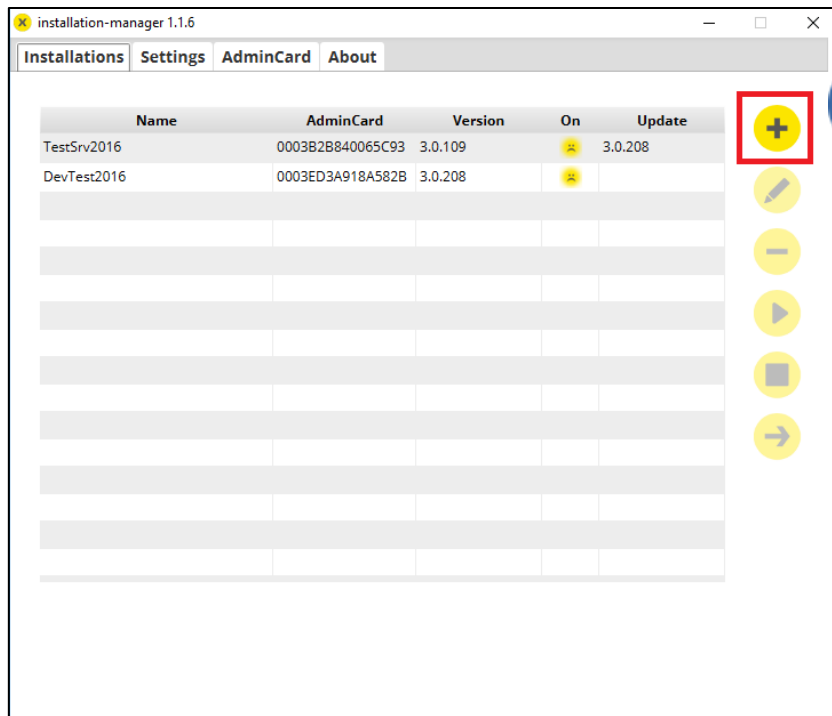 installation-manager 1.1.6
Installations Settings AdminCard About
Name AdminCard Version On Update
TestSrv2016 0003B2B840065C93 3.0.109 3.0.208
DevTest2016 0003ED3A918A582B 3.0.208